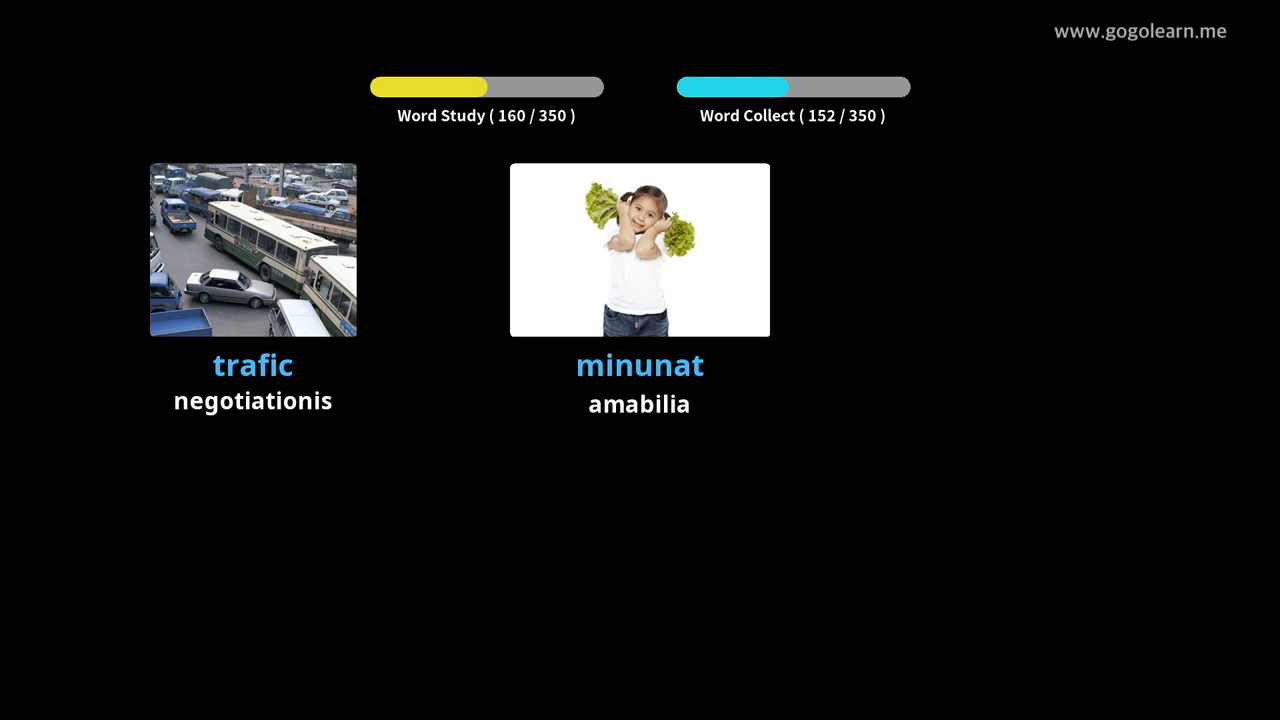 www.gogolearn.me
Word Study ( 160 / 350 )
Word Collect ( 152 / 350 )
trafic
negotiationis
minunat
amabilia